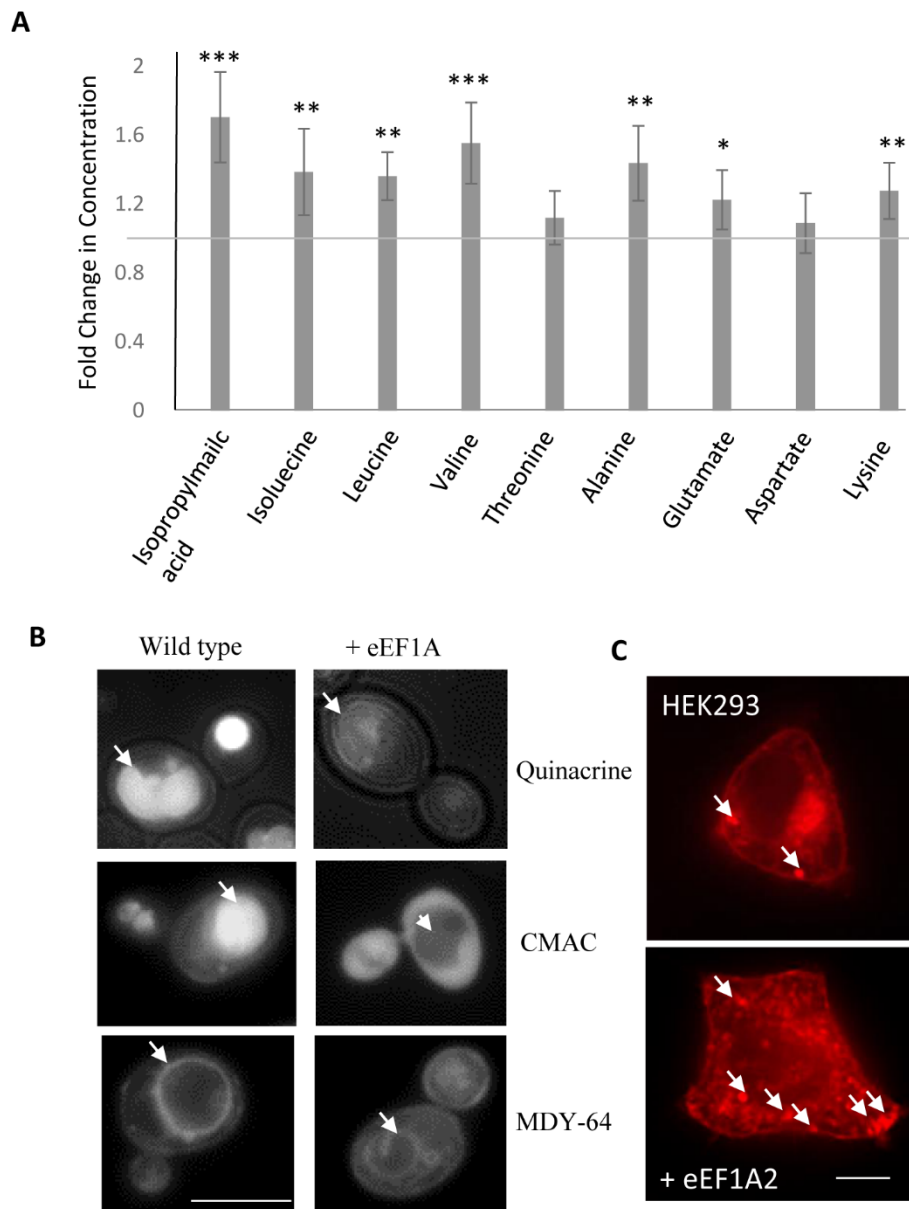 A
Fold Change in Concentration
2
1.6
1.2
0.8
0.4
0
***
**
**
***
**
*
**
Isopropylmailc
acid
Isoluecine
Leucine
Valine
Threonine
Alanine
Glutamate
Aspartate
Lysine
B
Wild type
+ eEF1A
Quinacrine
CMAC
MDY-64
C
HEK293
+ eEF1A2